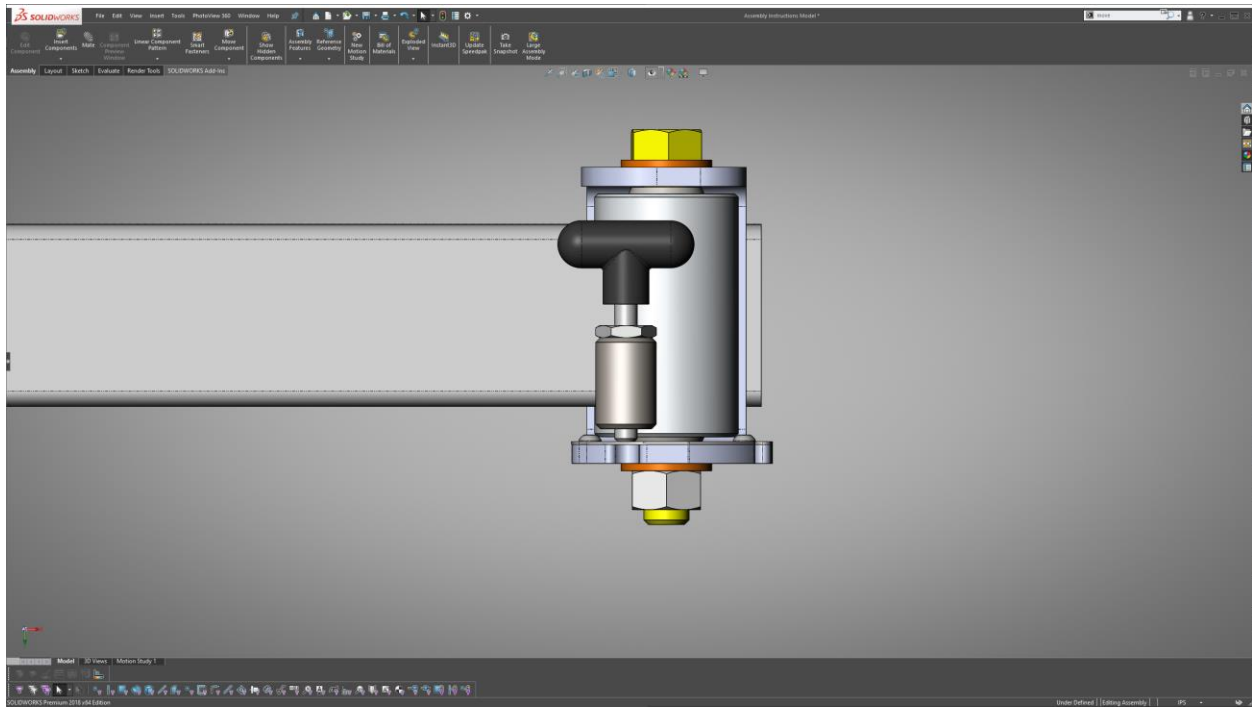 SOLIDWORKS File Edit View Insert Tools PhotoView 360 Window Help Assembly Instructions Model * move
Edit Component Insert Components Mate Component Preview Window Linear Component Pattern Smart Fasteners Move Component Show Hidden Components Assembly Features Reference Geometry New Motion Study Bill of Materials Exploded View Instant3D Update Speedpak Take Snapshot Large Assembly Mode
Assembly Layout Sketch Evaluate Render Tools SOLIDWORKS Add-Ins
Model 3D Views Motion Study 1
SOLIDWORKS Premium 2018 x64 Edition Under Defined Editing Assembly IPS